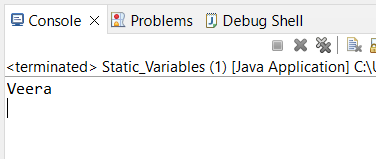 Console Problems Debug Shell
<terminated> Static_Variables (1) [Java Application] C:\
Veera